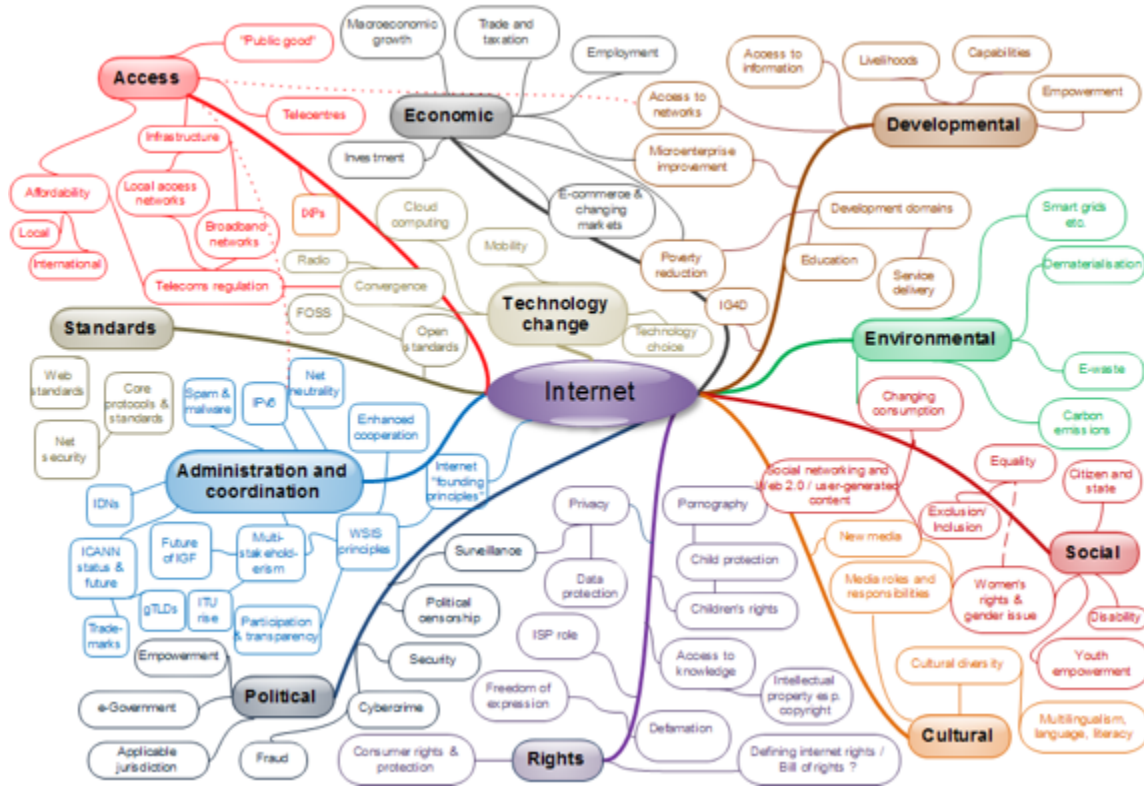 "Public good"
Access
Telecentres
Infrastructure
Affordability
Local access
networks
IXPs
Local
Broadband
networks
International
Telecoms regulation
Macroeconomic
growth
Trade and
taxation
Employment
Economic
Investment
E-commerce &
changing
markets
Access to
information
Livelihoods
Capabilities
Empowerment
Access to
networks
Developmental
Microenterprise
improvement
Development domains
Poverty
reduction
Education
Service
delivery
IG4D
Cloud
computing
Mobility
Radio
Convergence
Technology
change
Technology
choice
FOSS
Open
standards
Standards
Web
standards
Core
protocols &
standards
Net
security
Internet
Smart grids
etc.
Dematerialisation
Environmental
E-waste
Carbon
emissions
Spam &
malware
IPv6
Net
neutrality
Enhanced
cooperation
Administration and
coordination
Internet
"founding
principles"
IDNs
ICANN
status &
future
Future
of IGF
Multi-
stakehold-
erism
WSIS
principles
gTLDs
ITU
rise
Trade-
marks
Participation
& transparency
Changing
consumption
Equality
Citizen and
state
Social networking and
Web 2.0 / user-generated
content
Exclusion/
Inclusion
Social
Women's
rights &
gender issue
Disability
Youth
empowerment
New media
Media roles and
responsibilities
Cultural diversity
Multilingualism,
language, literacy
Cultural
Surveillance
Political
censorship
Security
Empowerment
Political
e-Government
Cybercrime
Applicable
jurisdiction
Fraud
Privacy
Pornography
Data
protection
Child protection
Children's rights
ISP role
Access to
knowledge
Intellectual
property esp.
copyright
Freedom of
expression
Defamation
Consumer rights &
protection
Rights
Defining internet rights /
Bill of rights ?